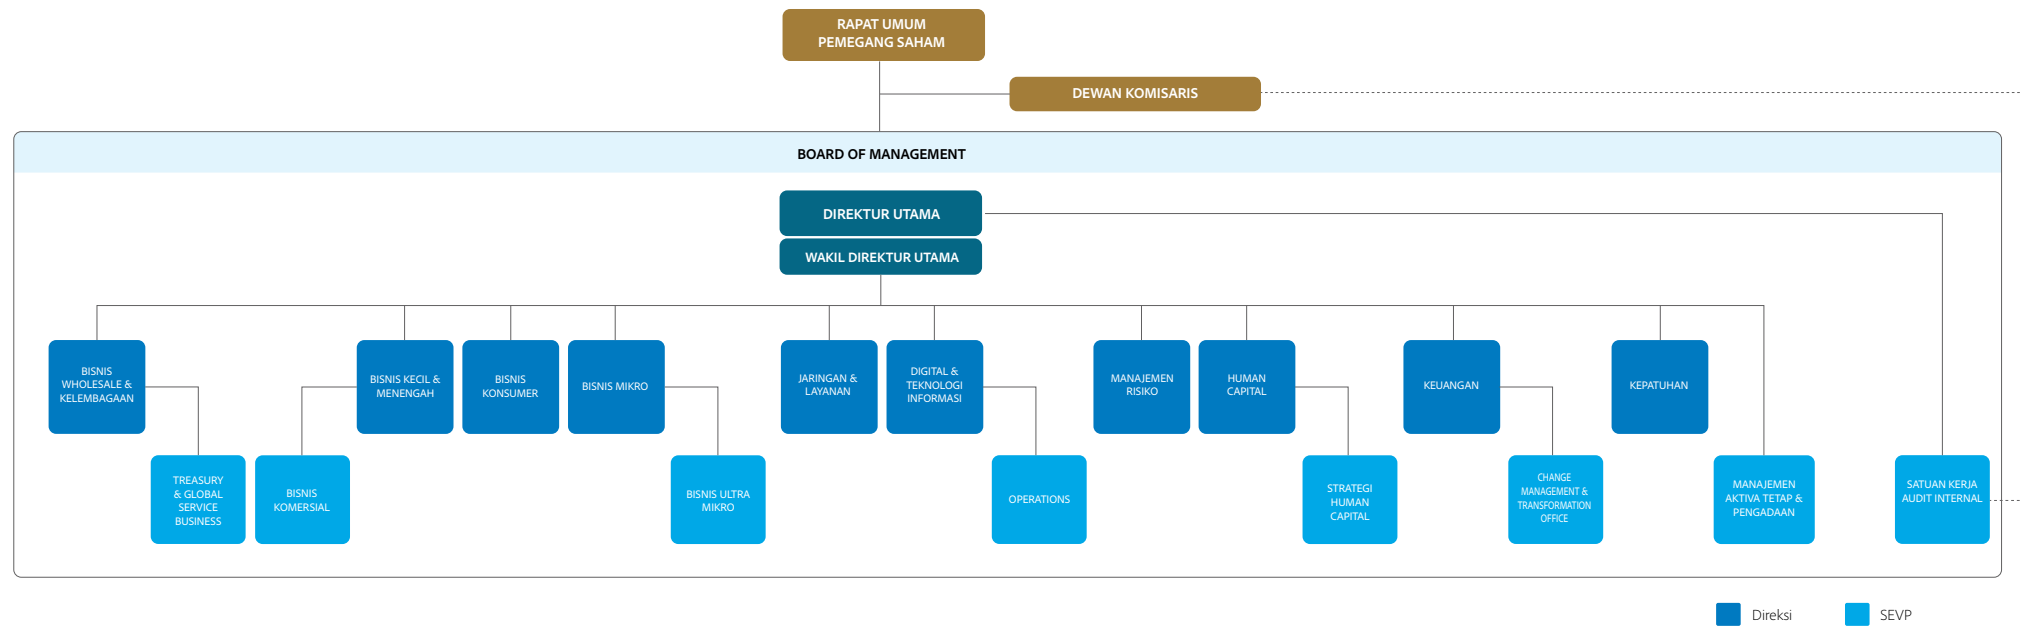 RAPAT UMUM
PEMEGANG SAHAM
DEWAN KOMISARIS
BOARD OF MANAGEMENT
DIREKTUR UTAMA
WAKIL DIREKTUR UTAMA
BISNIS
WHOLESALE &
KELEMBAGAAN
BISNIS KECIL &
MENENGAH
BISNIS
KONSUMER
BISNIS MIKRO
JARINGAN &
LAYANAN
DIGITAL &
TEKNOLOGI
INFORMASI
MANAJEMEN
RISIKO
HUMAN
CAPITAL
KEUANGAN
KEPATUHAN
TREASURY
& GLOBAL
SERVICE
BUSINESS
BISNIS
KOMERSIAL
BISNIS ULTRA
MIKRO
OPERATIONS
STRATEGI
HUMAN
CAPITAL
CHANGE
MANAGEMENT &
TRANSFORMATION
OFFICE
MANAJEMEN
AKTIVA TETAP &
PENGADAAN
SATUAN KERJA
AUDIT INTERNAL
Direksi
SEVP